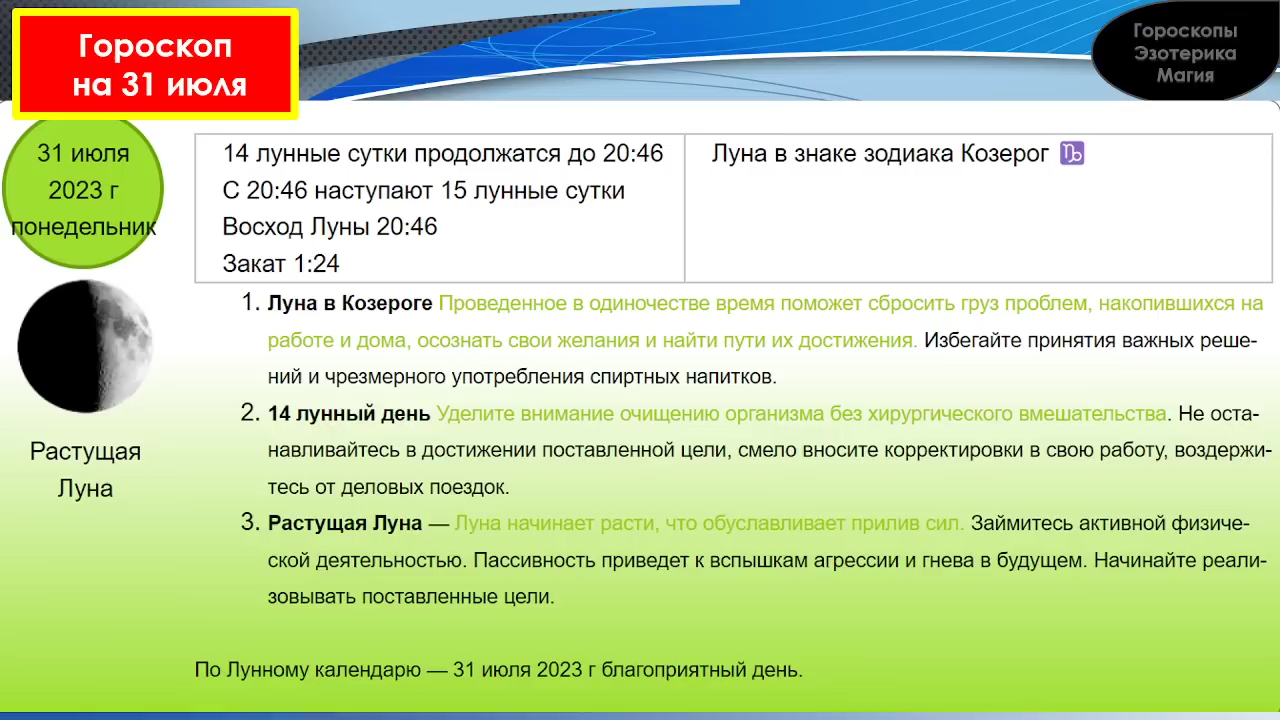 Гороскоп
на 31 июля
Гороскопы
Эзотерика
Магия
31 июля
2023 г
понедельник
14 лунные сутки продолжатся до 20:46
С 20:46 наступают 15 лунные сутки
Восход Луны 20:46
Закат 1:24
Луна в знаке зодиака Козерог ♑
1. Луна в Козероге Проведенное в одиночестве время поможет сбросить груз проблем, накопившихся на
работе и дома, осознать свои желания и найти пути их достижения. Избегайте принятия важных реше-
ний и чрезмерного употребления спиртных напитков.
2. 14 лунный день Уделите внимание очищению организма без хирургического вмешательства. Не оста-
навливайтесь в достижении поставленной цели, смело вносите корректировки в свою работу, воздержи-
тесь от деловых поездок.
3. Растущая Луна — Луна начинает расти, что обуславливает прилив сил. Займитесь активной физиче-
ской деятельностью. Пассивность приведет к вспышкам агрессии и гнева в будущем. Начинайте реали-
зовывать поставленные цели.
Растущая
Луна
По Лунному календарю — 31 июля 2023 г благоприятный день.